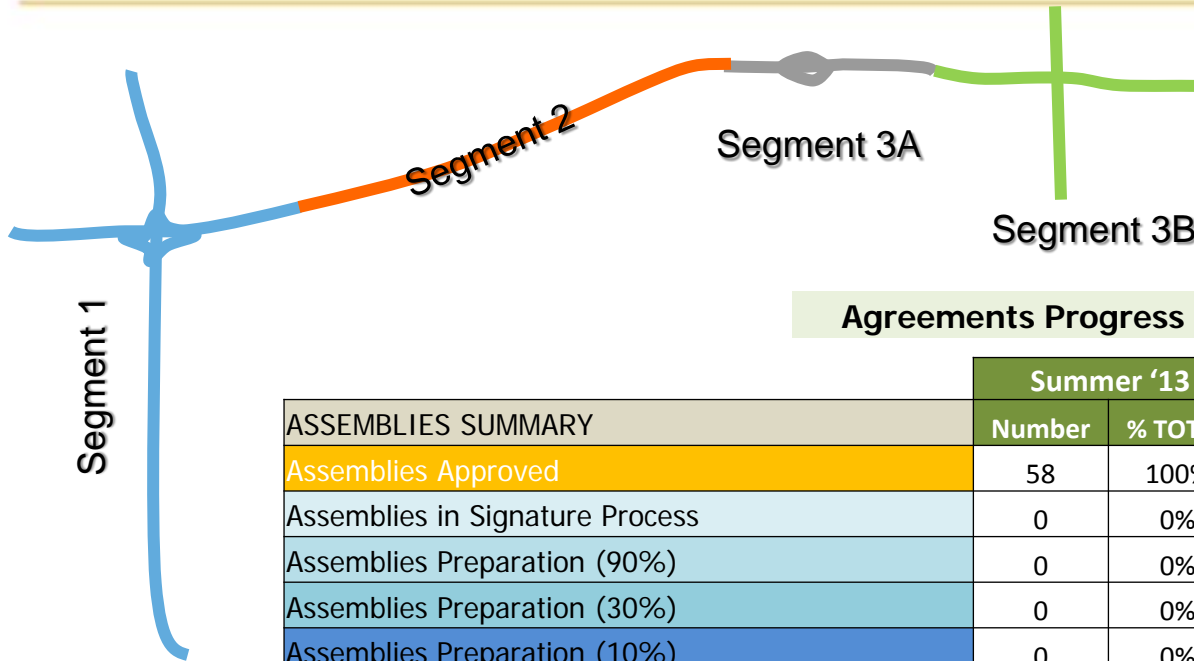 Segment 2
Segment 3A
Segment 3B
Segment 1
Agreements Progress
Summer ‘13
ASSEMBLIES SUMMARY Number % TOT
Assemblies Approved 58 100%
Assemblies in Signature Process 0 0%
Assemblies Preparation (90%) 0 0%
Assemblies Preparation (30%) 0 0%
Assemblies Preparation (10%) 0 0%